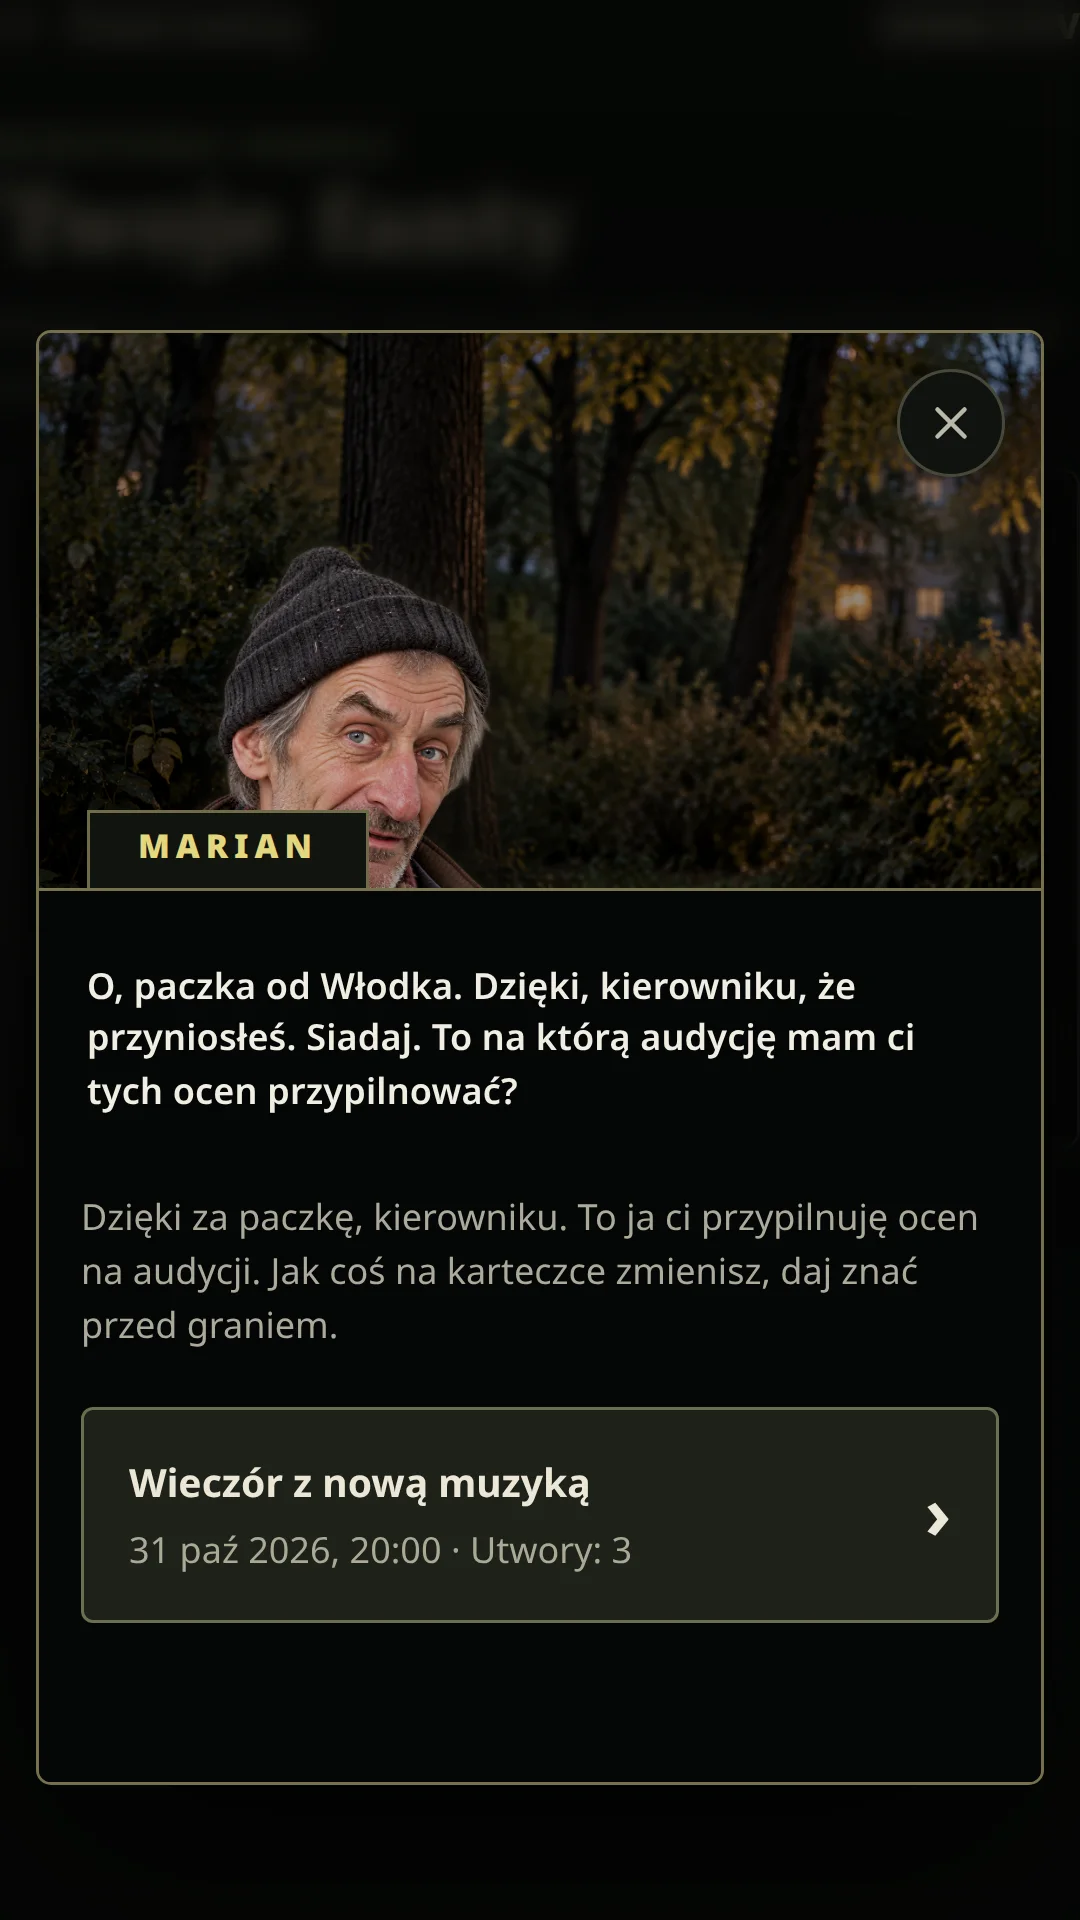 MARIAN
O, paczka od Włodka. Dzięki, kierowniku, że
przyniosłeś. Siadaj. To na którą audycję mam ci
tych ocen przypilnować?
Dzięki za paczkę, kierowniku. To ja ci przypilnuję ocen
na audycji. Jak coś na karteczce zmienisz, daj znać
przed graniem.
Wieczór z nową muzyką
31 paź 2026, 20:00 · Utwory: 3